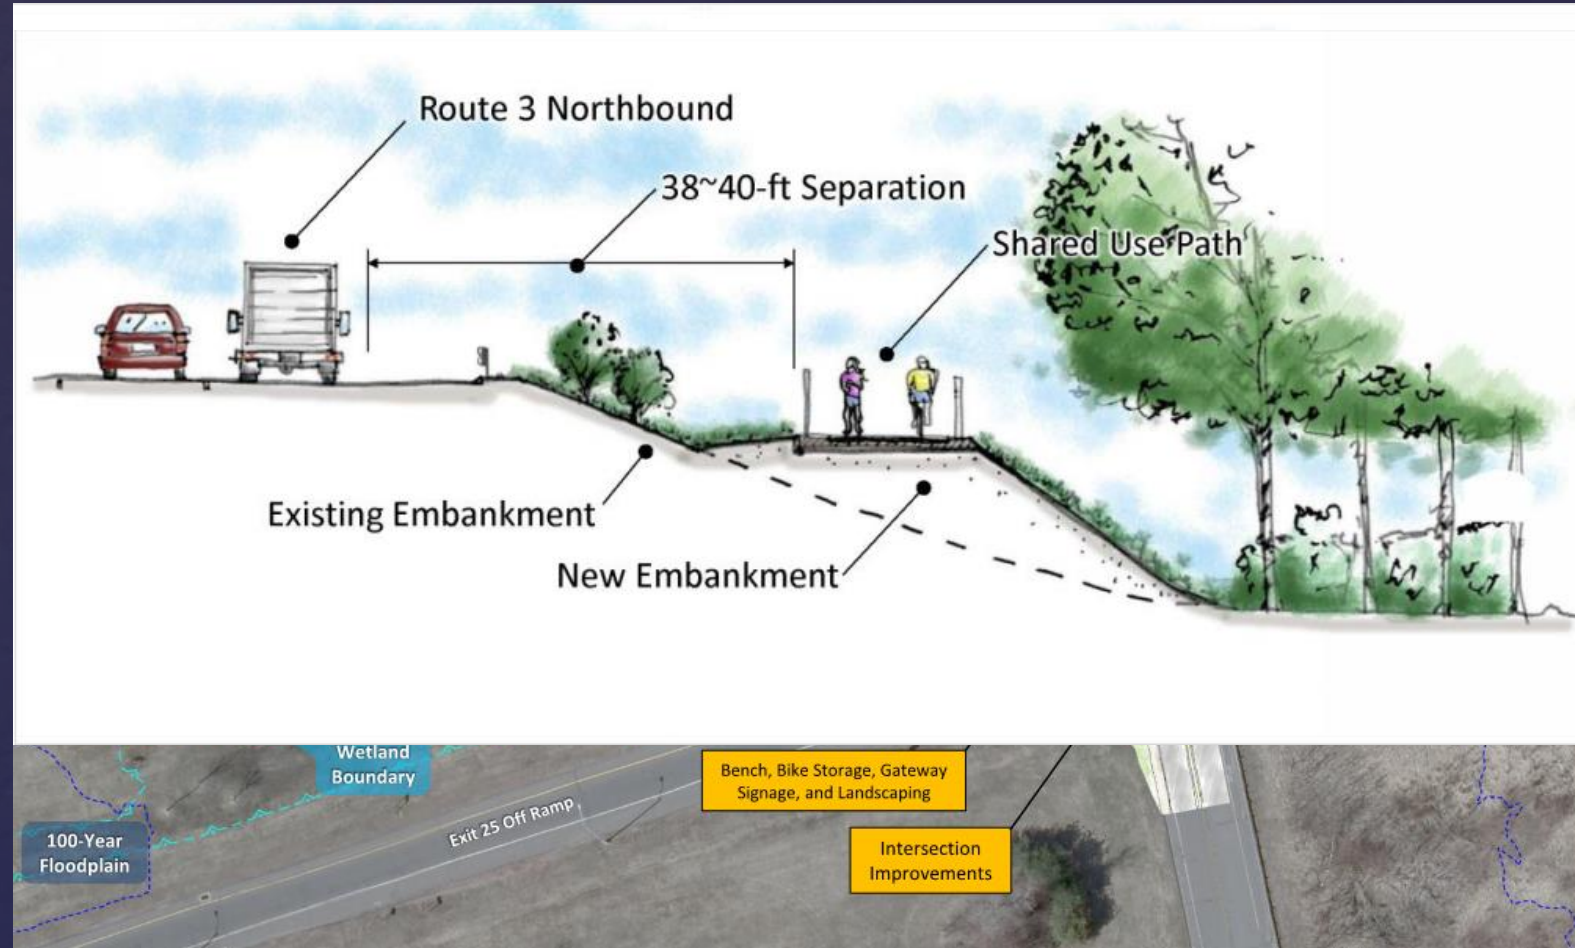 Route 3 Northbound
38~40-ft Separation
Shared Use Path
Existing Embankment
New Embankment
Wetland
Boundary
Bench, Bike Storage, Gateway
Signage, and Landscaping
Exit 25 Off Ramp
100-Year
Floodplain
Intersection
Improvements